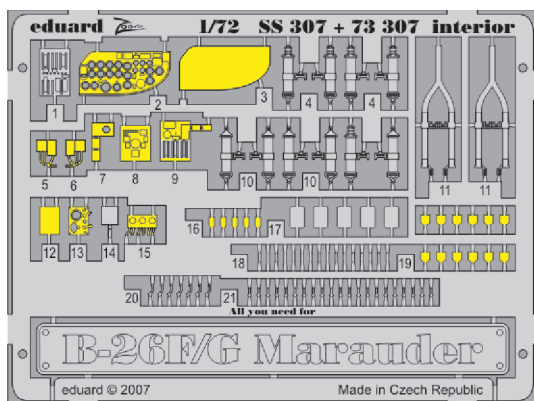 eduard Zoom 1/72 SS 307 + 73 307 interior
1 2 3 4 4
5 6 7 8 9 10 10 11 11
12 13 14 15 16 17
18 19
20 21
All you need for
B-26F/G Marauder
eduard © 2007 Made in Czech Republic